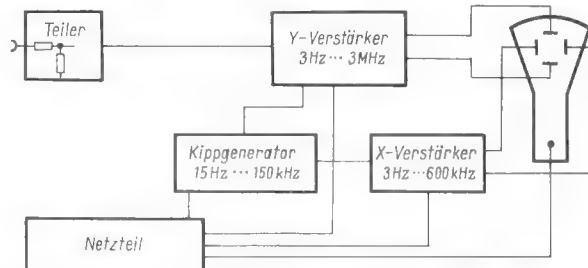 Teiler
Y-Verstärker
3Hz ··· 3MHz
Kippgenerator
15Hz ··· 150kHz
X-Verstärker
3Hz ··· 600kHz
Netzteil